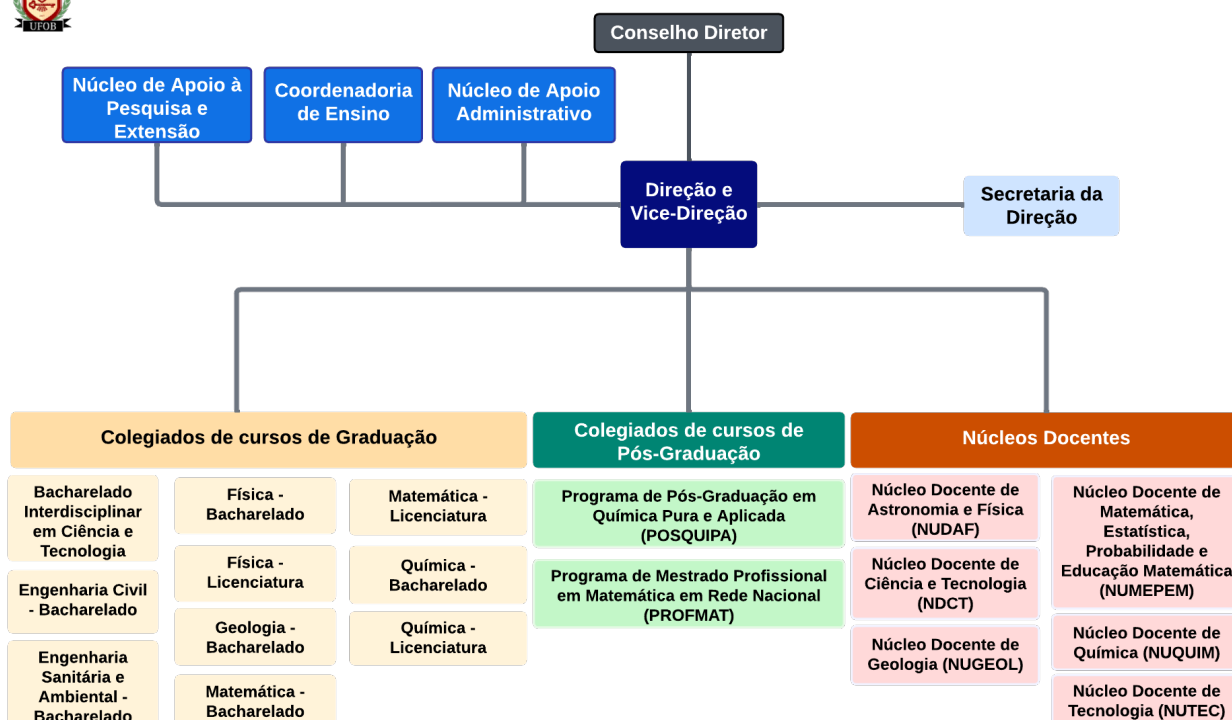 UFOB
Conselho Diretor
Núcleo de Apoio à
Pesquisa e
Extensão
Coordenadoria
de Ensino
Núcleo de Apoio
Administrativo
Direção e
Vice-Direção
Secretaria da
Direção
Colegiados de cursos de Graduação
Colegiados de cursos de
Pós-Graduação
Núcleos Docentes
Bacharelado
Interdisciplinar
em Ciência e
Tecnologia
Engenharia Civil
- Bacharelado
Engenharia
Sanitária e
Ambiental -
Bacharelado
Física -
Bacharelado
Física -
Licenciatura
Geologia -
Bacharelado
Matemática -
Bacharelado
Matemática -
Licenciatura
Química -
Bacharelado
Química -
Licenciatura
Programa de Pós-Graduação em
Química Pura e Aplicada
(POSQUIPA)
Programa de Mestrado Profissional
em Matemática em Rede Nacional
(PROFMAT)
Núcleo Docente de
Astronomia e Física
(NUDAF)
Núcleo Docente de
Ciência e Tecnologia
(NDCT)
Núcleo Docente de
Geologia (NUGEOL)
Núcleo Docente de
Matemática,
Estatística,
Probabilidade e
Educação Matemática
(NUMEPEM)
Núcleo Docente de
Química (NUQUIM)
Núcleo Docente de
Tecnologia (NUTEC)